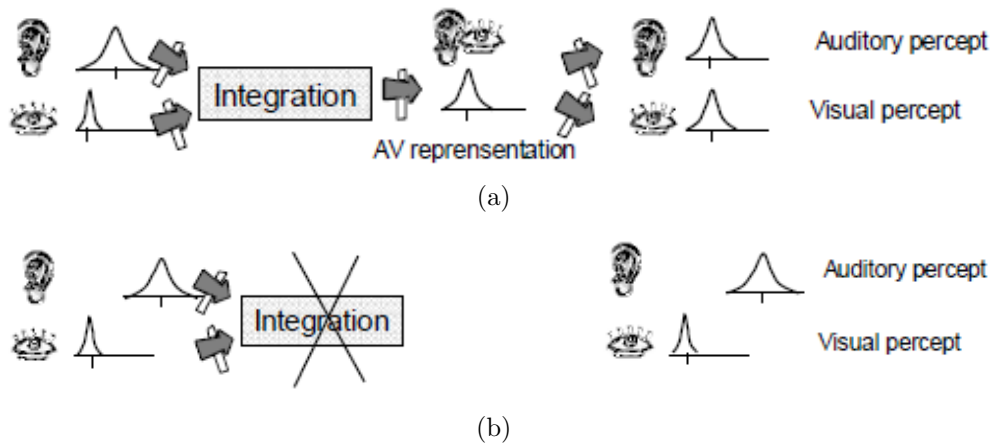 Auditory percept
Integration
Visual percept
AV reprensentation
(a)
Auditory percept
Integration
Visual percept
(b)